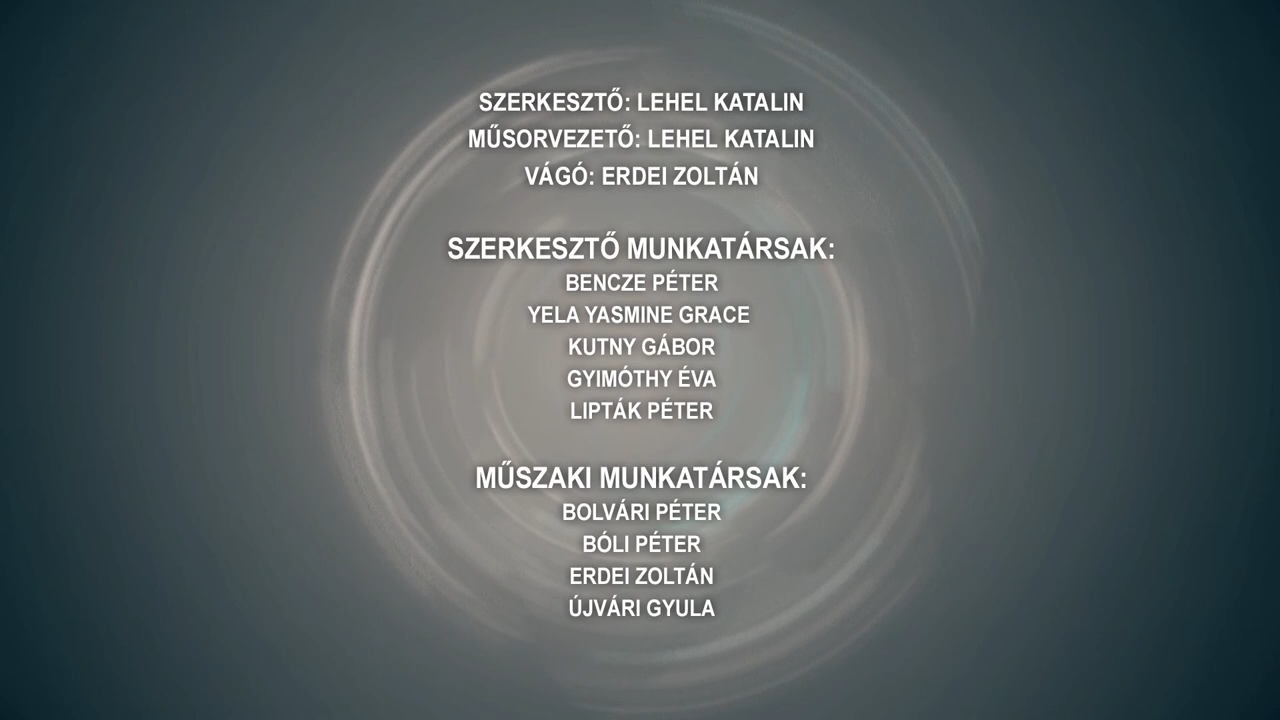 SZERKESZTŐ: LEHEL KATALIN
MŰSORVEZETŐ: LEHEL KATALIN
VÁGÓ: ERDEI ZOLTÁN
SZERKESZTŐ MUNKATÁRSAK:
BENCZE PÉTER
YELA YASMINE GRACE
KUTNY GÁBOR
GYIMÓTHY ÉVA
LIPTÁK PÉTER
MŰSZAKI MUNKATÁRSAK:
BOLVÁRI PÉTER
BÓLI PÉTER
ERDEI ZOLTÁN
ÚJVÁRI GYULA